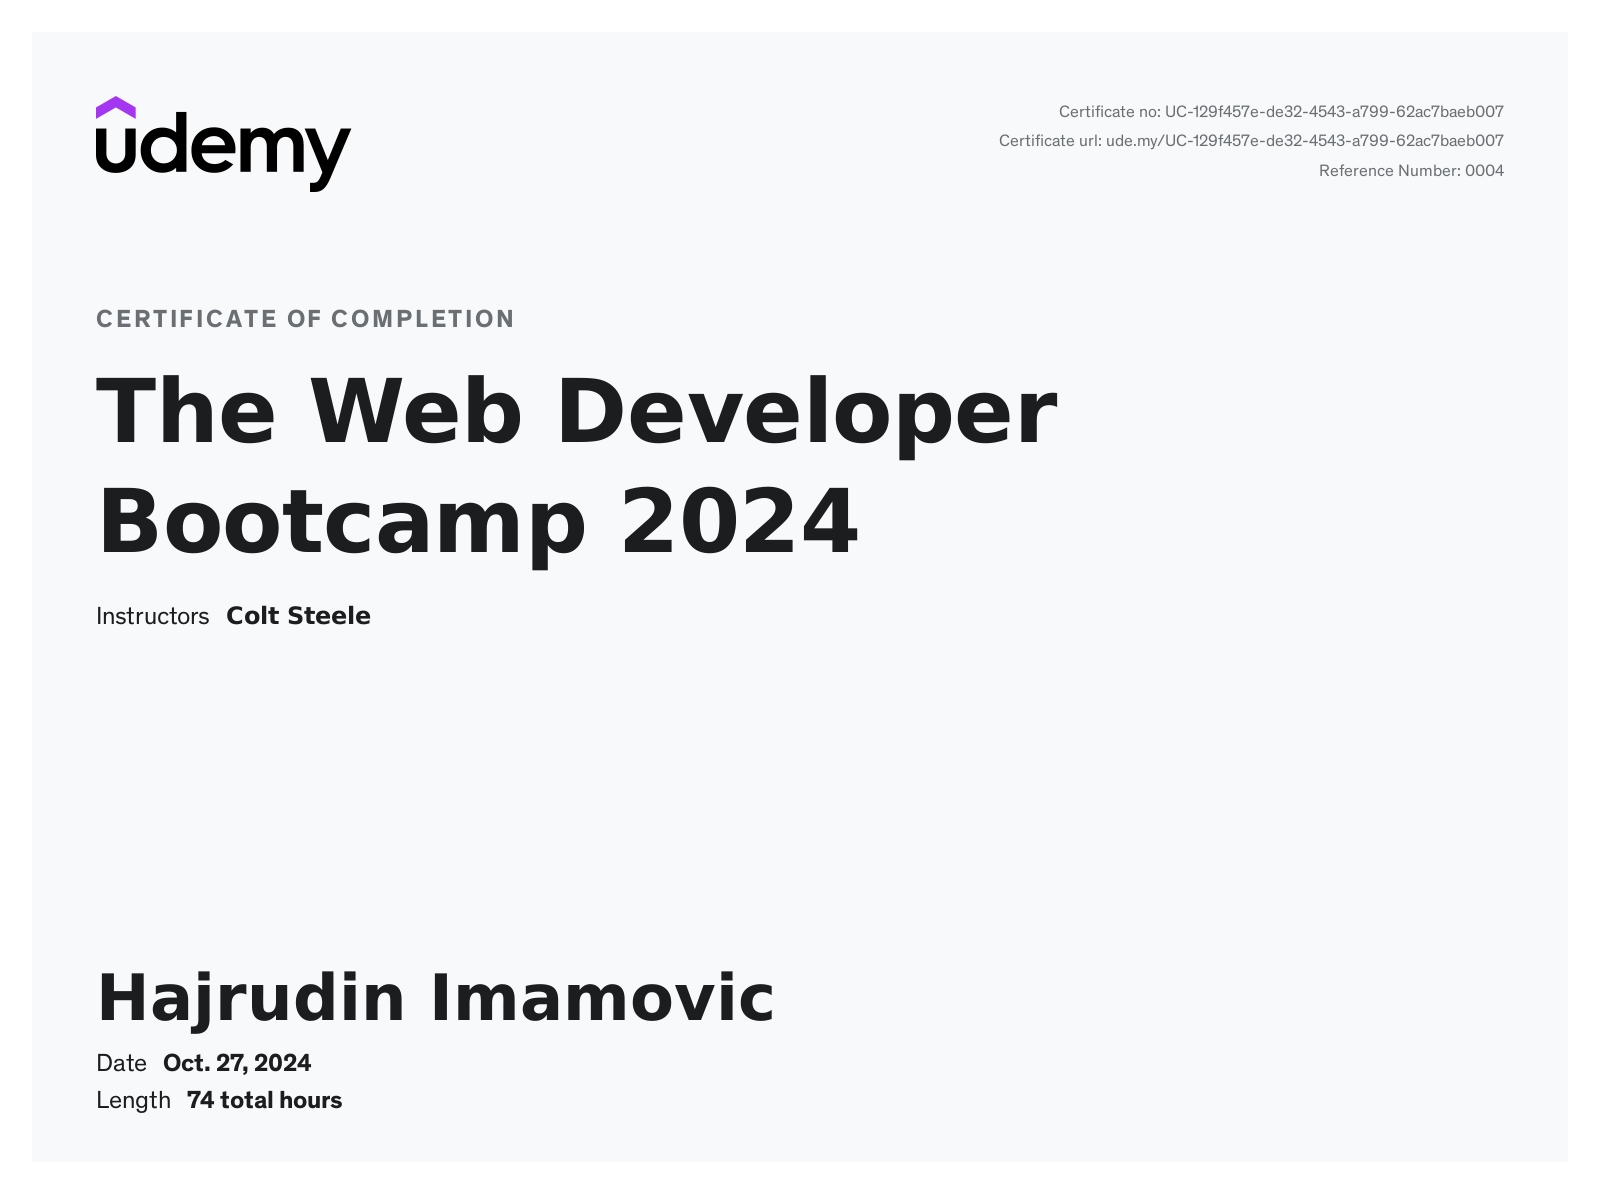 udemy
Certificate no: UC-129f457e-de32-4543-a799-62ac7baeb007
Certificate url: ude.my/UC-129f457e-de32-4543-a799-62ac7baeb007
Reference Number: 0004
CERTIFICATE OF COMPLETION
The Web Developer
Bootcamp 2024
Instructors Colt Steele
Hajrudin Imamovic
Date Oct. 27, 2024
Length 74 total hours